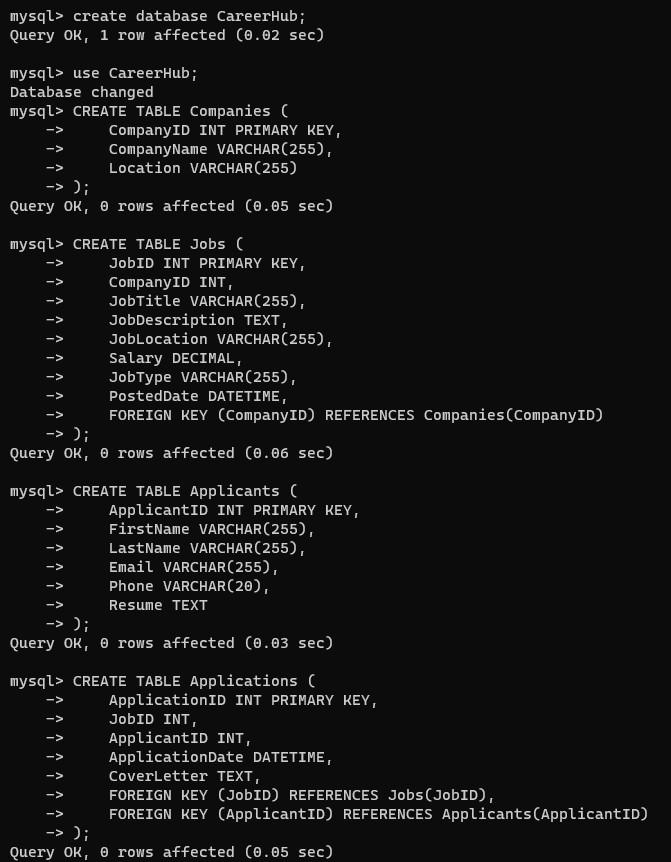 mysql> create database CareerHub;
Query OK, 1 row affected (0.02 sec)

mysql> use CareerHub;
Database changed
mysql> CREATE TABLE Companies (
    ->     CompanyID INT PRIMARY KEY,
    ->     CompanyName VARCHAR(255),
    ->     Location VARCHAR(255)
    -> );
Query OK, 0 rows affected (0.05 sec)

mysql> CREATE TABLE Jobs (
    ->     JobID INT PRIMARY KEY,
    ->     CompanyID INT,
    ->     JobTitle VARCHAR(255),
    ->     JobDescription TEXT,
    ->     JobLocation VARCHAR(255),
    ->     Salary DECIMAL,
    ->     JobType VARCHAR(255),
    ->     PostedDate DATETIME,
    ->     FOREIGN KEY (CompanyID) REFERENCES Companies(CompanyID)
    -> );
Query OK, 0 rows affected (0.06 sec)

mysql> CREATE TABLE Applicants (
    ->     ApplicantID INT PRIMARY KEY,
    ->     FirstName VARCHAR(255),
    ->     LastName VARCHAR(255),
    ->     Email VARCHAR(255),
    ->     Phone VARCHAR(20),
    ->     Resume TEXT
    -> );
Query OK, 0 rows affected (0.03 sec)

mysql> CREATE TABLE Applications (
    ->     ApplicationID INT PRIMARY KEY,
    ->     JobID INT,
    ->     ApplicantID INT,
    ->     ApplicationDate DATETIME,
    ->     CoverLetter TEXT,
    ->     FOREIGN KEY (JobID) REFERENCES Jobs(JobID),
    ->     FOREIGN KEY (ApplicantID) REFERENCES Applicants(ApplicantID)
    -> );
Query OK, 0 rows affected (0.05 sec)